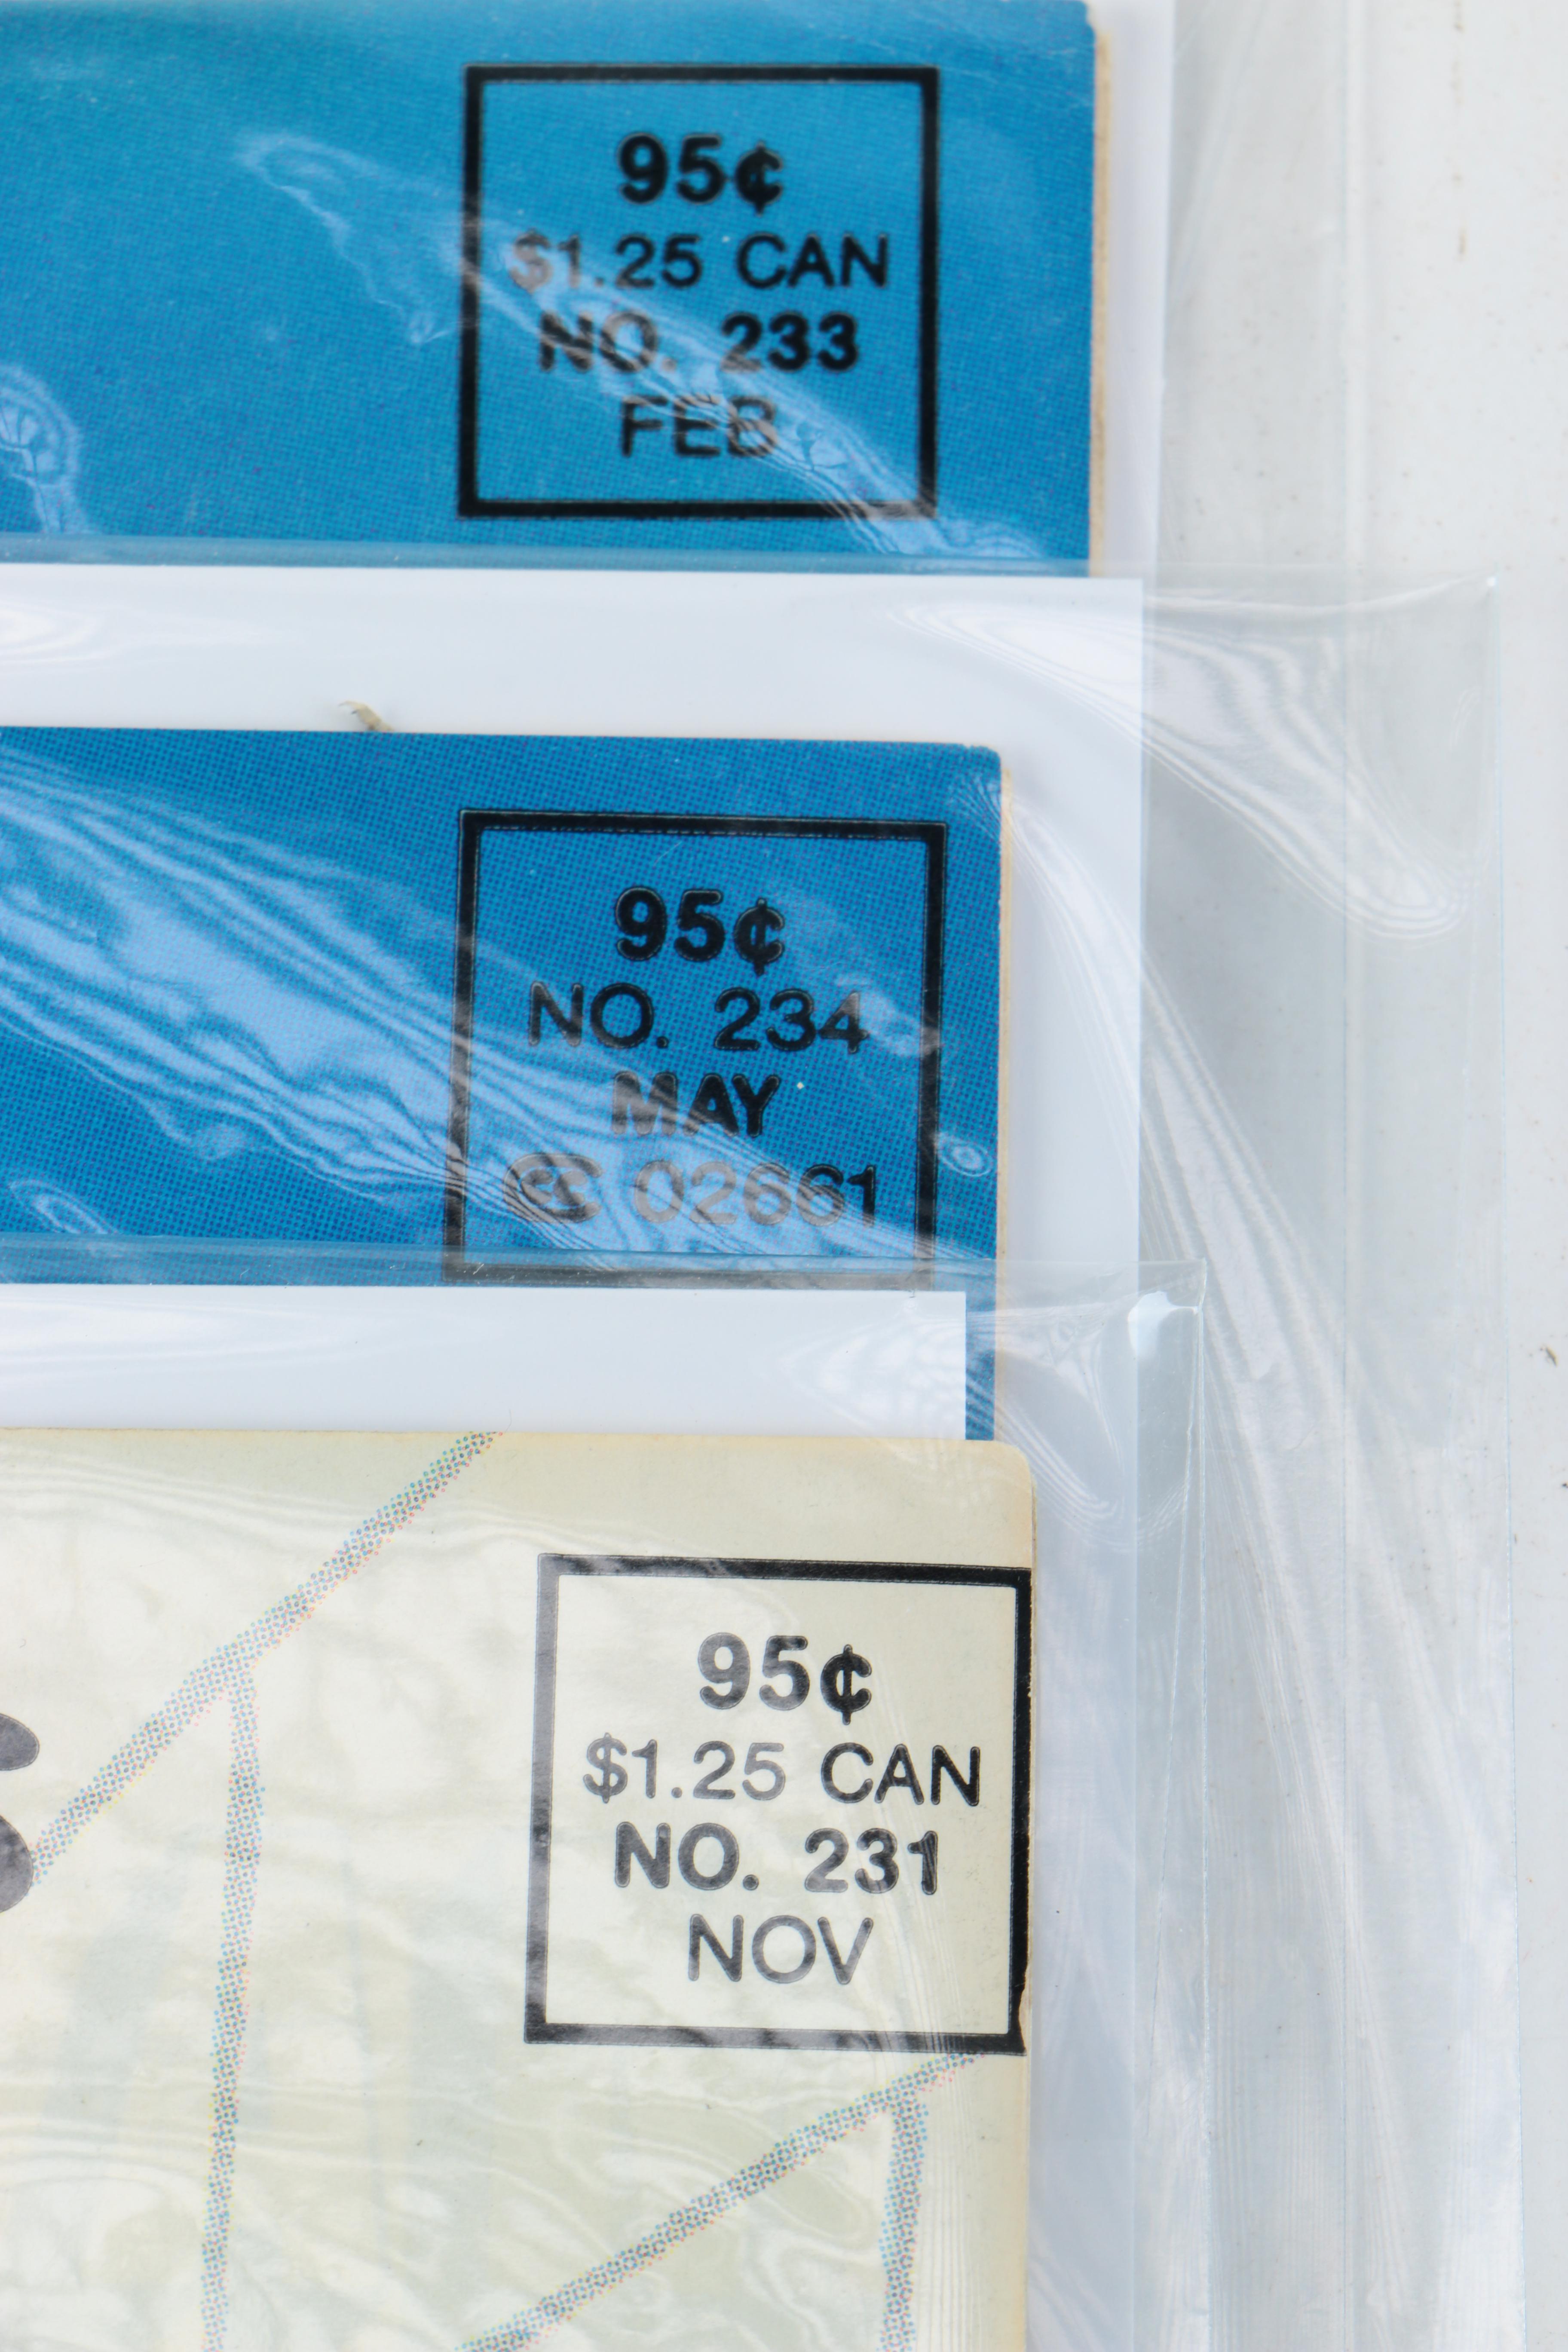 95¢
$1.25 CAN
NO. 233
FEB
95¢
NO. 234
MAY
02661
95¢
$1.25 CAN
NO. 231
NOV